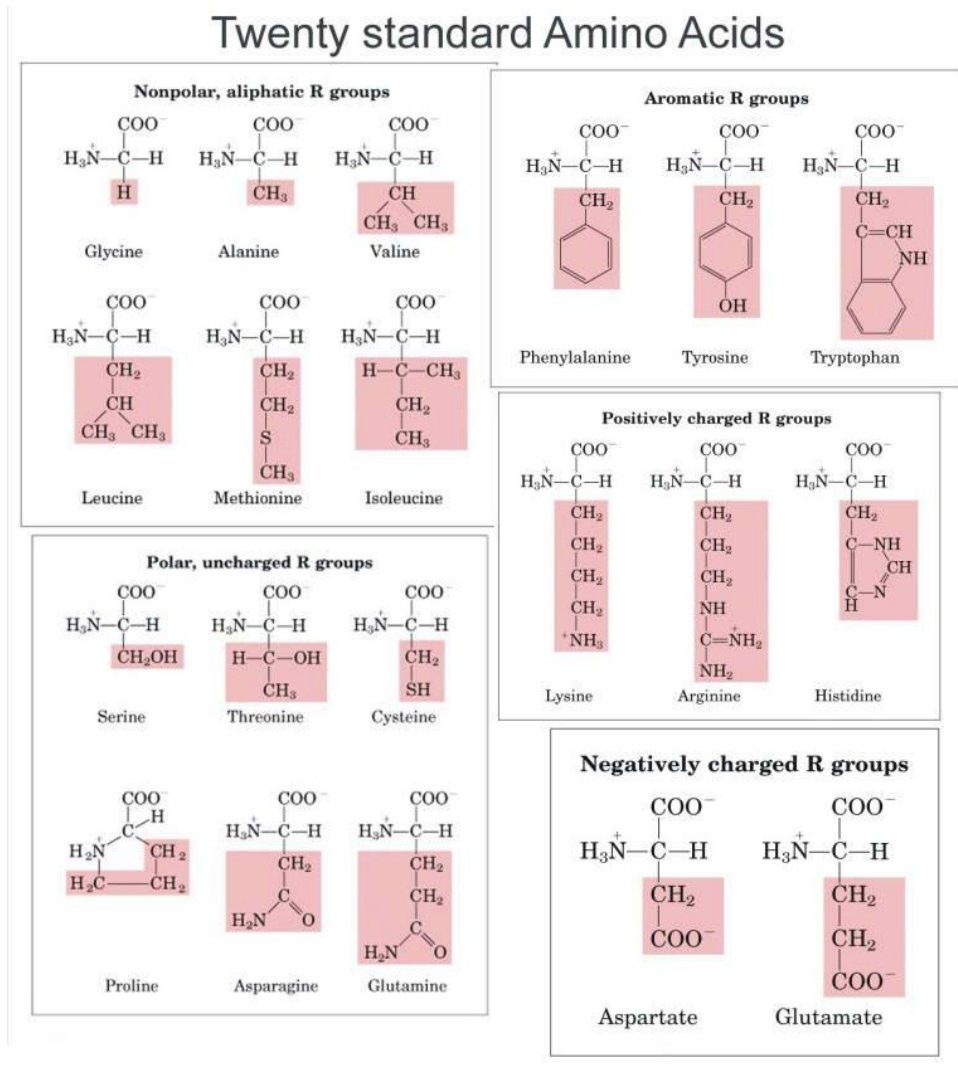 Twenty standard Amino Acids
Nonpolar, aliphatic R groups
COO⁻ COO⁻ COO⁻
H₃N⁺—C—H H₃N⁺—C—H H₃N⁺—C—H
H CH₃ CH
CH₃ CH₃
Glycine Alanine Valine
COO⁻ COO⁻ COO⁻
H₃N⁺—C—H H₃N⁺—C—H H₃N⁺—C—H
CH₂ CH₂ H—C—CH₃
CH CH₂ CH₂
CH₃ CH₃ S CH₃
CH₃
Leucine Methionine Isoleucine
Aromatic R groups
COO⁻ COO⁻ COO⁻
H₃N⁺—C—H H₃N⁺—C—H H₃N⁺—C—H
CH₂ CH₂ CH₂
C=CH
NH
OH
Phenylalanine Tyrosine Tryptophan
Positively charged R groups
COO⁻ COO⁻ COO⁻
H₃N⁺—C—H H₃N⁺—C—H H₃N⁺—C—H
CH₂ CH₂ CH₂
CH₂ CH₂ C—NH
CH
CH₂ CH₂ C—N
CH₂ NH H
⁺NH₃ C=N⁺H₂
NH₂
Lysine Arginine Histidine
Polar, uncharged R groups
COO⁻ COO⁻ COO⁻
H₃N⁺—C—H H₃N⁺—C—H H₃N⁺—C—H
CH₂OH H—C—OH CH₂
CH₃ SH
Serine Threonine Cysteine
COO⁻ COO⁻ COO⁻
H
C H₃N⁺—C—H H₃N⁺—C—H
H₂N⁺ CH₂ CH₂ CH₂
H₂C—CH₂ C CH₂
H₂N O C
H₂N O
Proline Asparagine Glutamine
Negatively charged R groups
COO⁻ COO⁻
H₃N⁺—C—H H₃N⁺—C—H
CH₂ CH₂
COO⁻ CH₂
COO⁻
Aspartate Glutamate